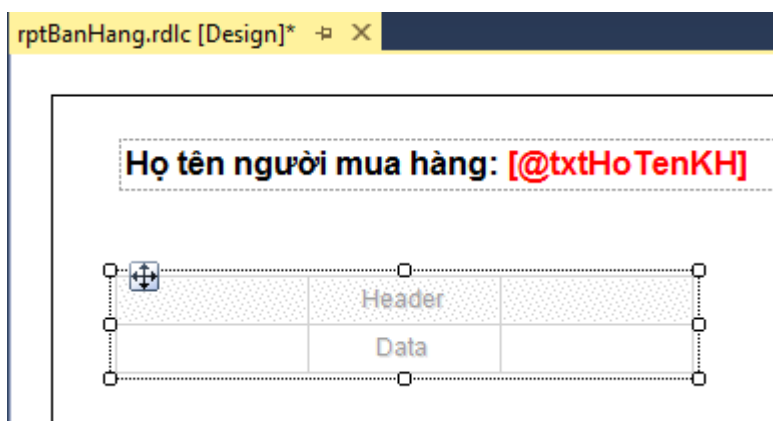 rptBanHang.rdlc [Design]*
Họ tên người mua hàng: [@txtHoTenKH]
Header
Data